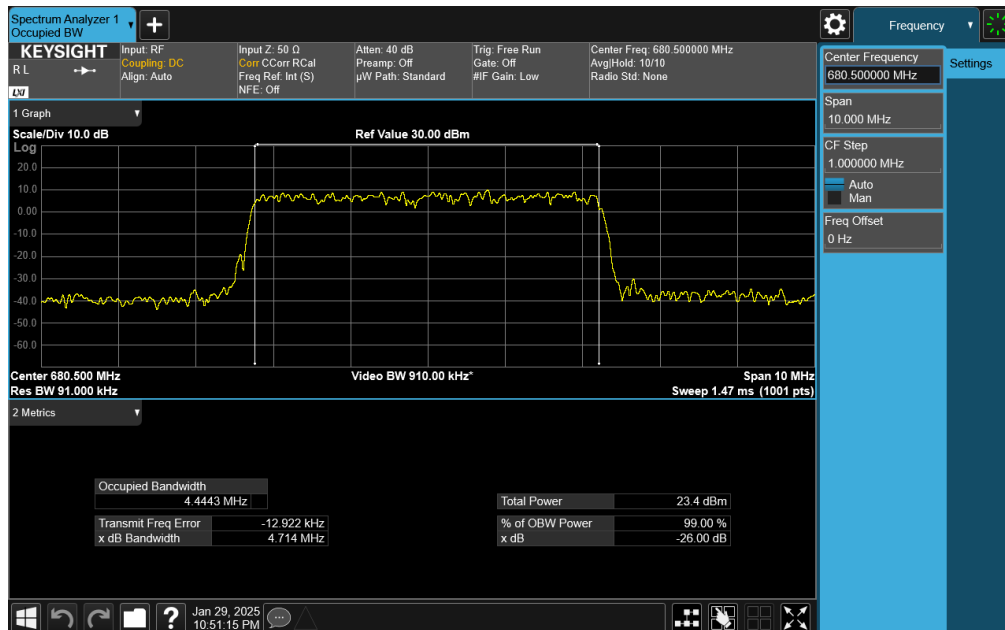 Spectrum Analyzer 1
Occupied BW
Frequency
KEYSIGHT
R L
LXI
Input: RF
Coupling: DC
Align: Auto
Input Z: 50 Ω
Corr CCorr RCal
Freq Ref: Int (S)
NFE: Off
Atten: 40 dB
Preamp: Off
µW Path: Standard
Trig: Free Run
Gate: Off
#IF Gain: Low
Center Freq: 680.500000 MHz
Avg|Hold: 10/10
Radio Std: None
Center Frequency
680.500000 MHz
Settings
Span
10.000 MHz
CF Step
1.000000 MHz
Auto
Man
Freq Offset
0 Hz
1 Graph
Scale/Div 10.0 dB
Ref Value 30.00 dBm
Log
20.0
10.0
0.00
-10.0
-20.0
-30.0
-40.0
-50.0
-60.0
Center 680.500 MHz
Video BW 910.00 kHz*
Span 10 MHz
Res BW 91.000 kHz
Sweep 1.47 ms (1001 pts)
2 Metrics
Occupied Bandwidth
4.4443 MHz
Total Power 23.4 dBm
Transmit Freq Error -12.922 kHz
% of OBW Power 99.00 %
x dB Bandwidth 4.714 MHz
x dB -26.00 dB
Jan 29, 2025
10:51:15 PM